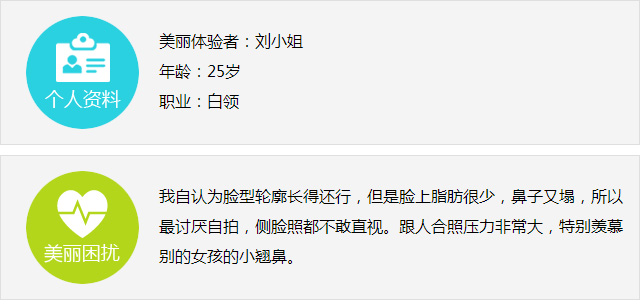 个人资料
美丽体验者：刘小姐
年龄：25岁
职业：白领
美丽困扰
我自认为脸型轮廓长得还行，但是脸上脂肪很少，鼻子又塌，所以
最讨厌自拍，侧脸照都不敢直视。跟人合照压力非常大，特别羡慕
别的女孩的小翘鼻。